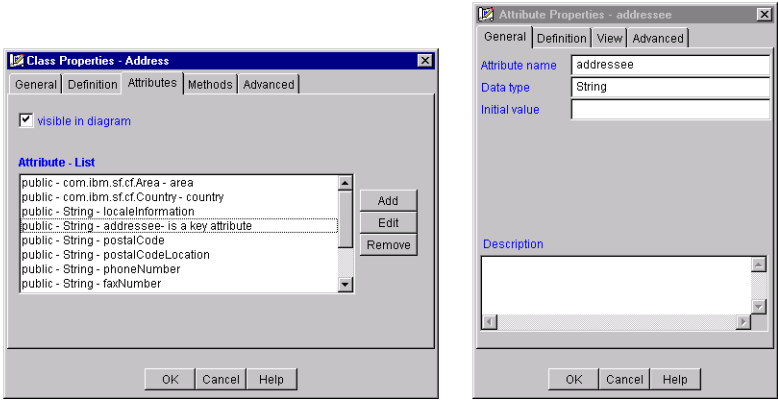 Class Properties - Address
General Definition Attributes Methods Advanced
visible in diagram
Attribute - List
public - com.ibm.sf.cf.Area - area
public - com.ibm.sf.cf.Country - country
public - String - localeInformation
public - String - addressee- is a key attribute
public - String - postalCode
public - String - postalCodeLocation
public - String - phoneNumber
public - String - faxNumber
Add
Edit
Remove
OK Cancel Help
Attribute Properties - addressee
General Definition View Advanced
Attribute name addressee
Data type String
Initial value
Description
OK Cancel Help